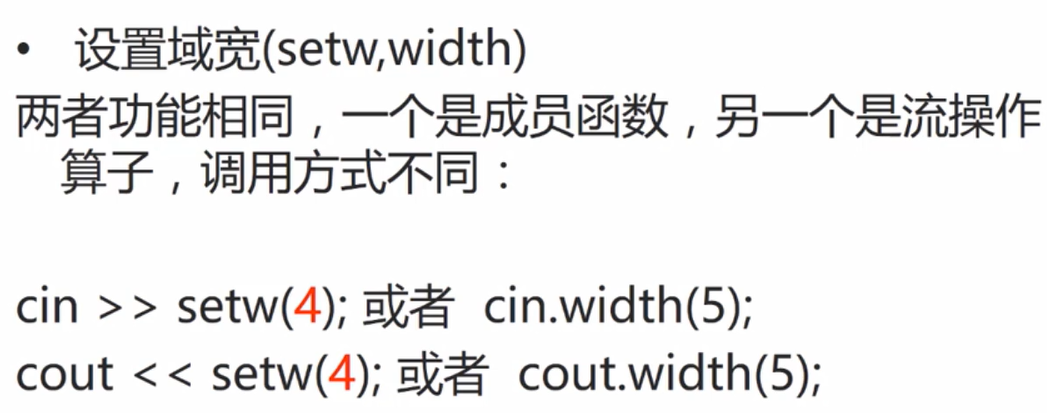 • 设置域宽(setw,width)
两者功能相同，一个是成员函数，另一个是流操作
算子，调用方式不同：
cin >> setw(4); 或者 cin.width(5);
cout << setw(4); 或者 cout.width(5);